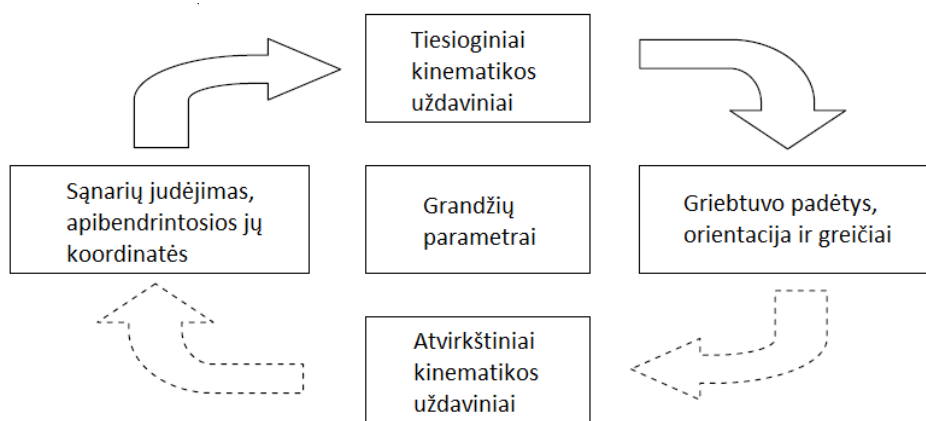 Tiesioginiai
kinematikos
uždaviniai
Sąnarių judėjimas,
apibendrintosios jų
koordinatės
Grandžių
parametrai
Griebtuvo padėtys,
orientacija ir greičiai
Atvirkštiniai
kinematikos
uždaviniai